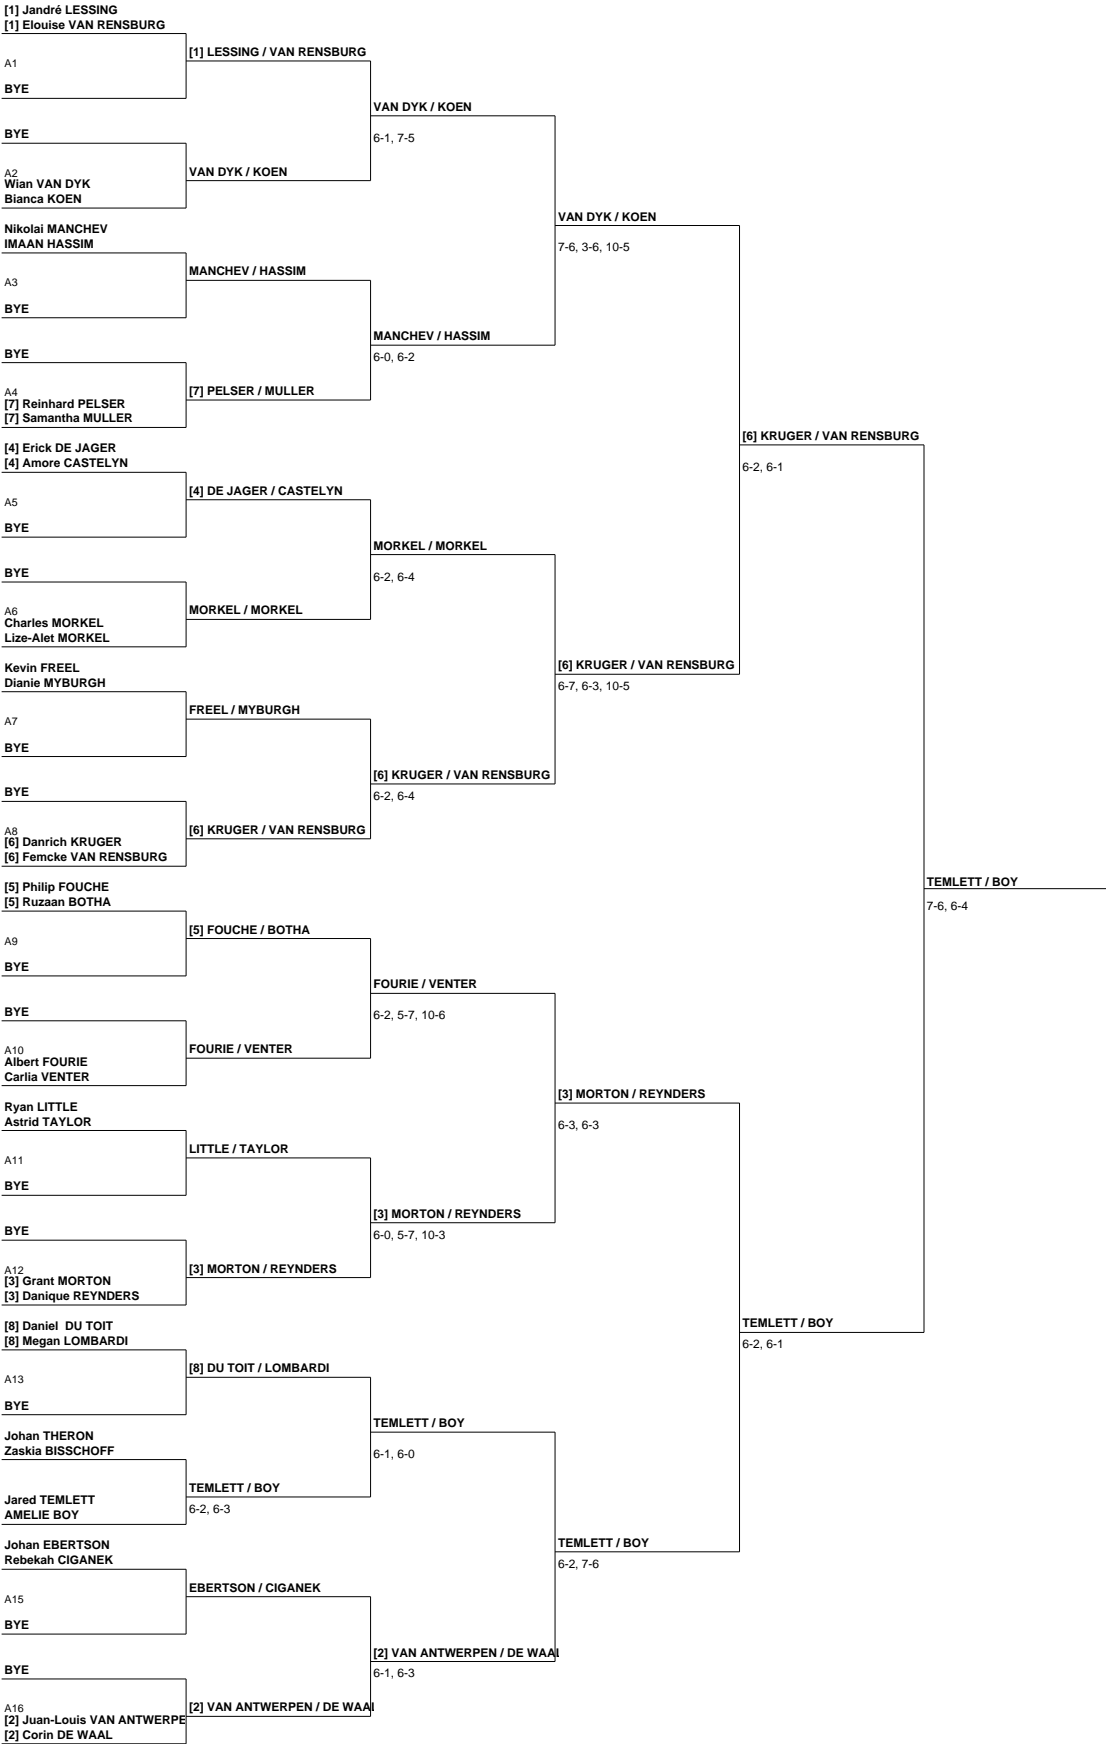 [1] Jandré LESSING
[1] Elouise VAN RENSBURG
[1] LESSING / VAN RENSBURG
A1
BYE
VAN DYK / KOEN
6-1, 7-5
BYE
A2
VAN DYK / KOEN
Wian VAN DYK
Bianca KOEN
VAN DYK / KOEN
7-6, 3-6, 10-5
Nikolai MANCHEV
IMAAN HASSIM
MANCHEV / HASSIM
A3
BYE
MANCHEV / HASSIM
6-0, 6-2
BYE
A4
[7] PELSER / MULLER
[7] Reinhard PELSER
[7] Samantha MULLER
[6] KRUGER / VAN RENSBURG
6-2, 6-1
[4] Erick DE JAGER
[4] Amore CASTELYN
[4] DE JAGER / CASTELYN
A5
BYE
MORKEL / MORKEL
6-2, 6-4
BYE
A6
MORKEL / MORKEL
Charles MORKEL
Lize-Alet MORKEL
[6] KRUGER / VAN RENSBURG
6-7, 6-3, 10-5
Kevin FREEL
Dianie MYBURGH
FREEL / MYBURGH
A7
BYE
[6] KRUGER / VAN RENSBURG
6-2, 6-4
BYE
A8
[6] KRUGER / VAN RENSBURG
[6] Danrich KRUGER
[6] Femcke VAN RENSBURG
TEMLETT / BOY
7-6, 6-4
[5] Philip FOUCHE
[5] Ruzaan BOTHA
[5] FOUCHE / BOTHA
A9
BYE
FOURIE / VENTER
6-2, 5-7, 10-6
BYE
A10
FOURIE / VENTER
Albert FOURIE
Carlia VENTER
[3] MORTON / REYNDERS
6-3, 6-3
Ryan LITTLE
Astrid TAYLOR
LITTLE / TAYLOR
A11
BYE
[3] MORTON / REYNDERS
6-0, 5-7, 10-3
BYE
A12
[3] MORTON / REYNDERS
[3] Grant MORTON
[3] Danique REYNDERS
TEMLETT / BOY
6-2, 6-1
[8] Daniel  DU TOIT
[8] Megan LOMBARDI
[8] DU TOIT / LOMBARDI
A13
BYE
TEMLETT / BOY
6-1, 6-0
Johan THERON
Zaskia BISSCHOFF
TEMLETT / BOY
6-2, 6-3
Jared TEMLETT
AMELIE BOY
TEMLETT / BOY
6-2, 7-6
Johan EBERTSON
Rebekah CIGANEK
EBERTSON / CIGANEK
A15
BYE
[2] VAN ANTWERPEN / DE WAAL
6-1, 6-3
BYE
A16
[2] VAN ANTWERPEN / DE WAAL
[2] Juan-Louis VAN ANTWERPE
[2] Corin DE WAAL